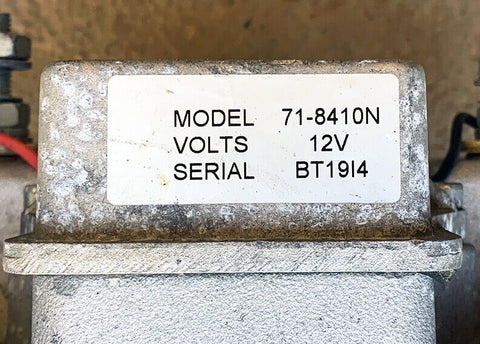 MODEL 71-8410N
VOLTS 12V
SERIAL BT19I4